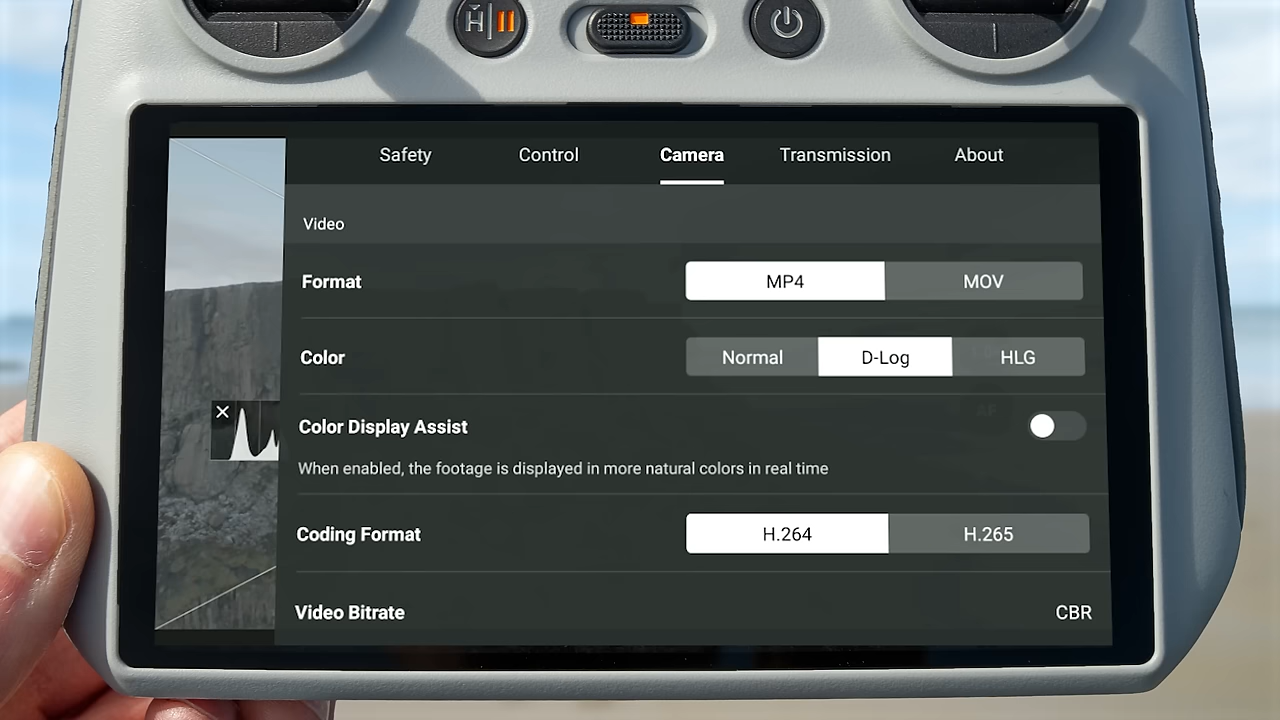 H
Safety Control Camera Transmission About
Video
Format MP4 MOV
Color Normal D-Log HLG
AF
Color Display Assist
When enabled, the footage is displayed in more natural colors in real time
Coding Format H.264 H.265
Video Bitrate CBR